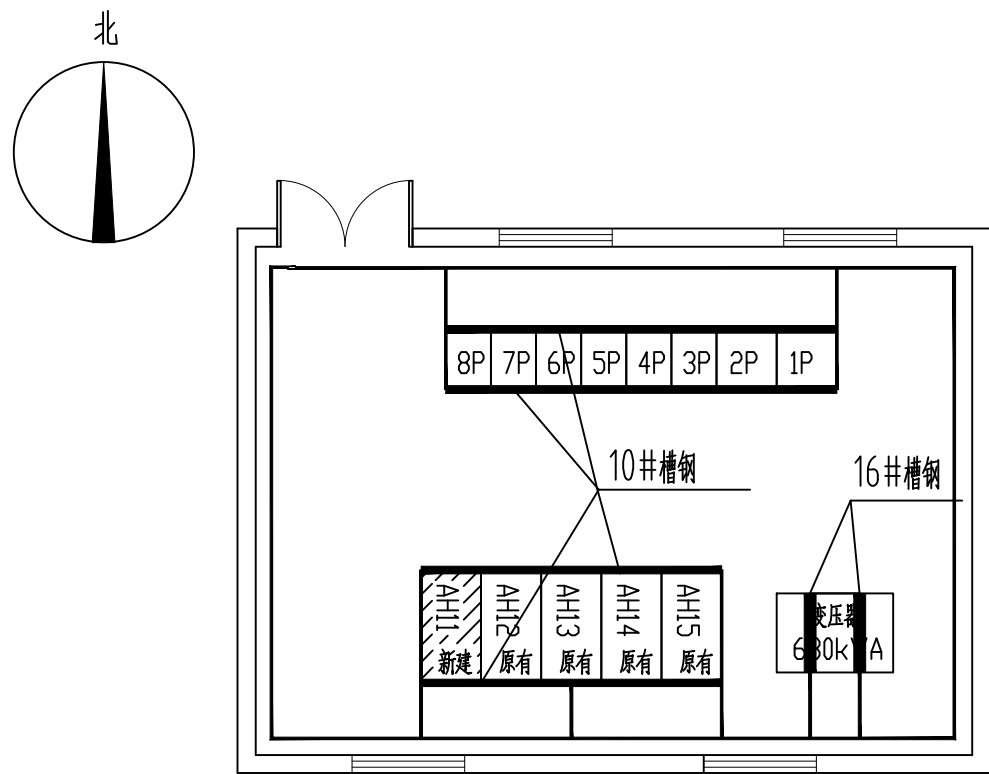 北
8P 7P 6P 5P 4P 3P 2P 1P
10#槽钢
16#槽钢
AH11 AH12 AH13 AH14 AH15
新建 原有 原有 原有 原有
变压器
630kVA